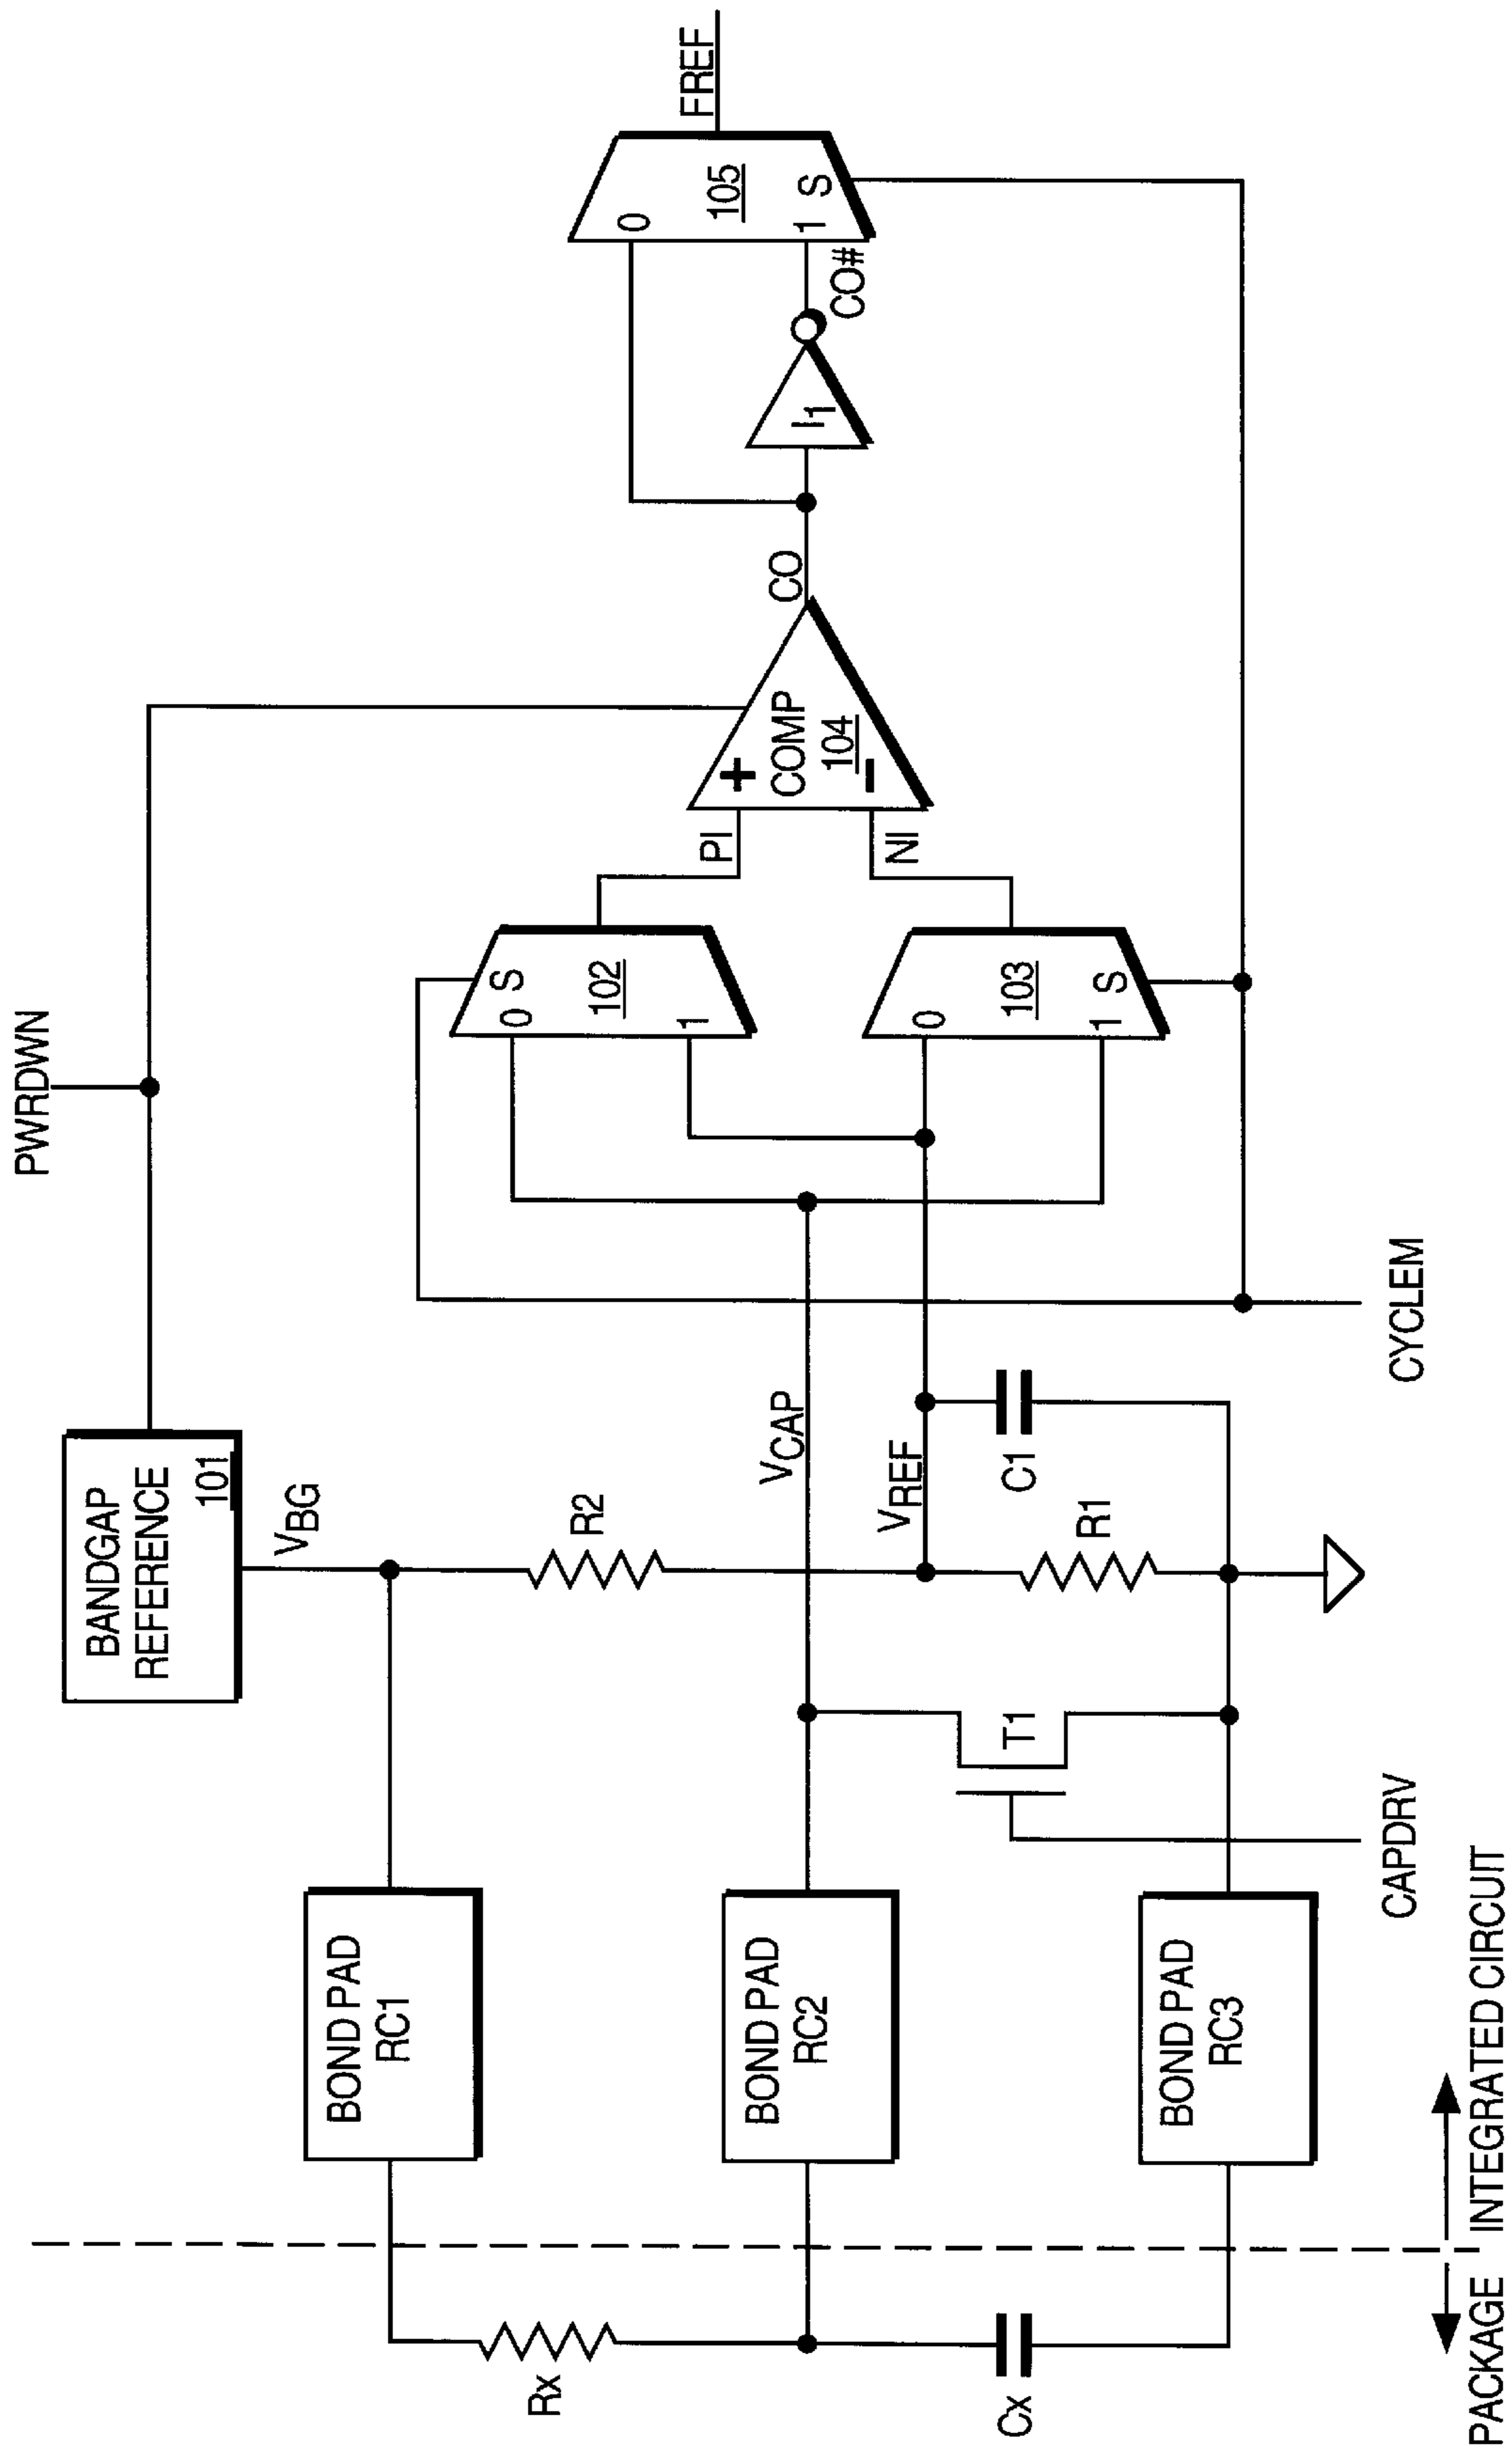 PWRDWN
BANDGAP
REFERENCE
101
VBG
R2
VCAP
VREF
R1
C1
T1
CAPDRV
CYCLEM
BOND PAD
RC1
BOND PAD
RC2
BOND PAD
RC3
Rx
Cx
PACKAGE
INTEGRATED CIRCUIT
S
0
102
1
0
103
1
S
PI
NI
+
COMP
104
−
CO
I1
CO#
0
105
1
S
FREF